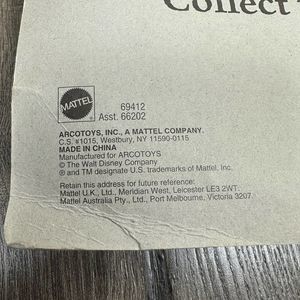 Collect
MATTEL
69412
Asst. 66202
ARCOTOYS, INC., A MATTEL COMPANY.
C.S. #1015, Westbury, NY 11590-0115
MADE IN CHINA
Manufactured for ARCOTOYS
© The Walt Disney Company
® and TM designate U.S. trademarks of Mattel, Inc.
Retain this address for future reference:
Mattel U.K., Ltd., Meridian West, Leicester LE3 2WT.
Mattel Australia Pty., Ltd., Port Melbourne, Victoria 3207.